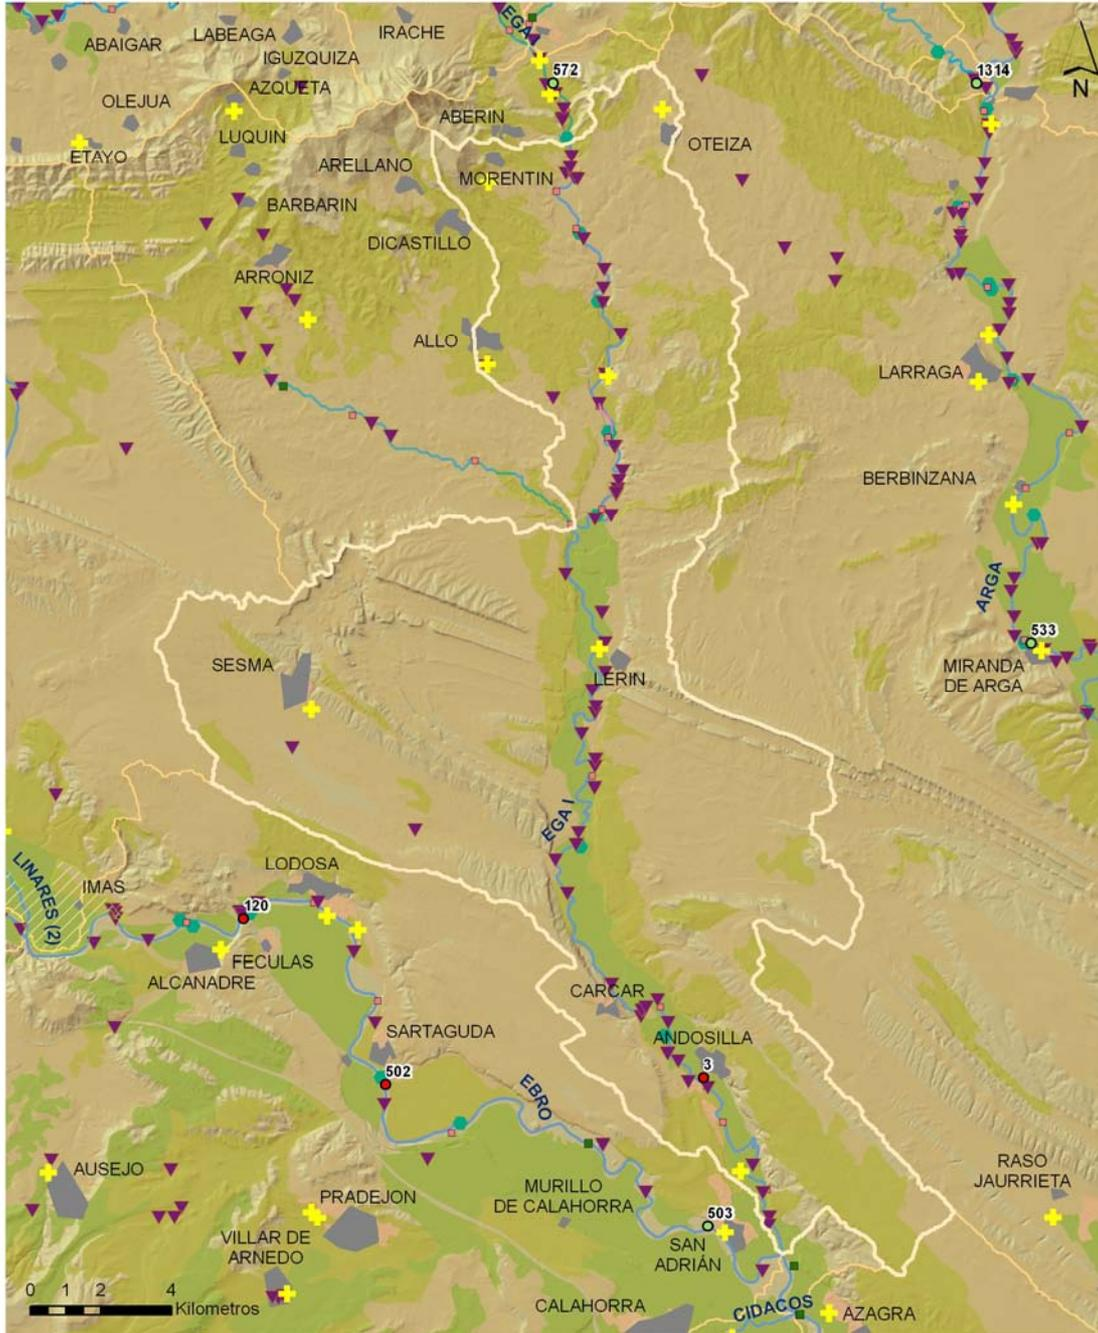 EGA
ABAIGAR
LABEAGA
IRACHE
IGUZQUIZA
572
1314
N
OLEJUA
AZQUETA
ABERIN
LUQUIN
OTEIZA
ETAYO
ARELLANO
MORENTIN
BARBARIN
DICASTILLO
ARRONIZ
ALLO
LARRAGA
BERBINZANA
ARGA
533
MIRANDA
DE ARGA
SESMA
LERIN
EGA I
LODOSA
LINARES (2)
IMAS
120
FECULAS
ALCANADRE
CARCAR
SARTAGUDA
ANDOSILLA
502
3
EBRO
AUSEJO
RASO
JAURRIETA
PRADEJON
MURILLO
DE CALAHORRA
503
VILLAR DE
ARNEDO
SAN
ADRIÁN
0 1 2 4
Kilometros
CALAHORRA
CIDACOS
AZAGRA